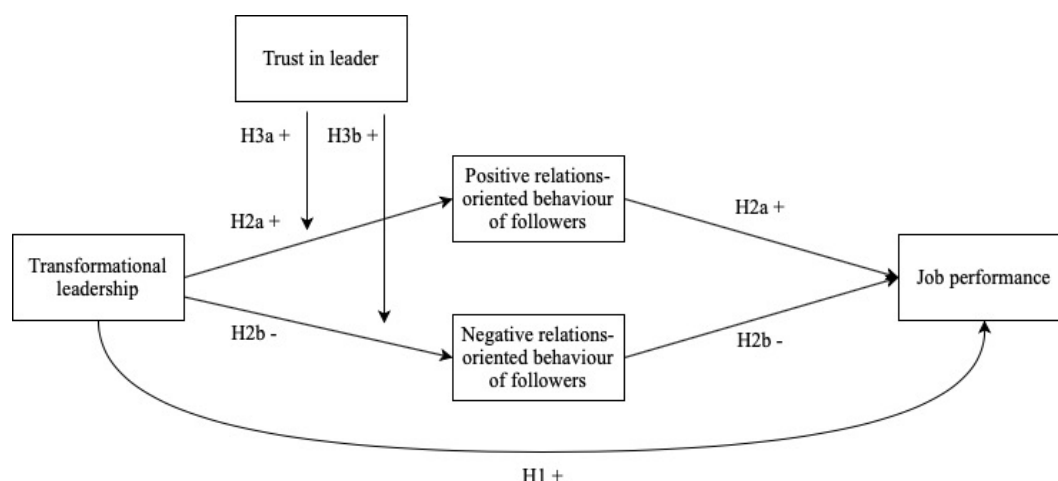 Trust in leader
H3a +
H3b +
Positive relations-
oriented behaviour
of followers
H2a +
H2a +
Transformational
leadership
Job performance
H2b -
Negative relations-
oriented behaviour
of followers
H2b -
H1 +